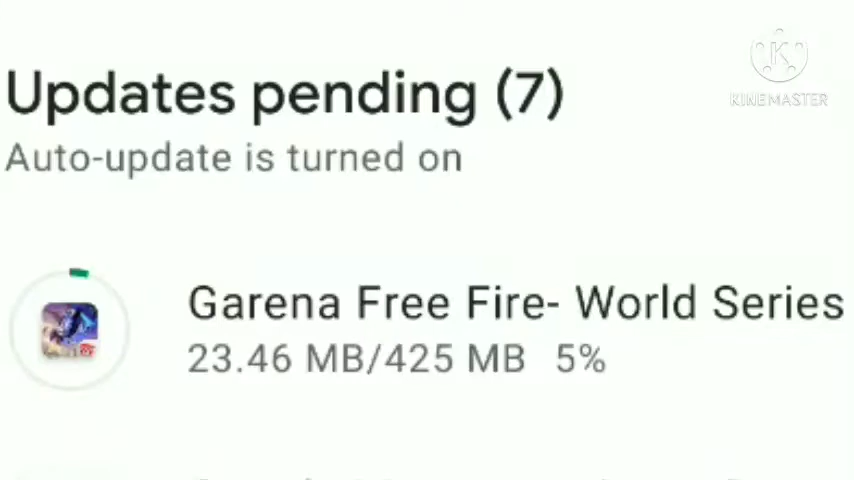 Updates pending (7)
Auto-update is turned on
Garena Free Fire- World Series
23.46 MB/425 MB 5%
K
KINEMASTER